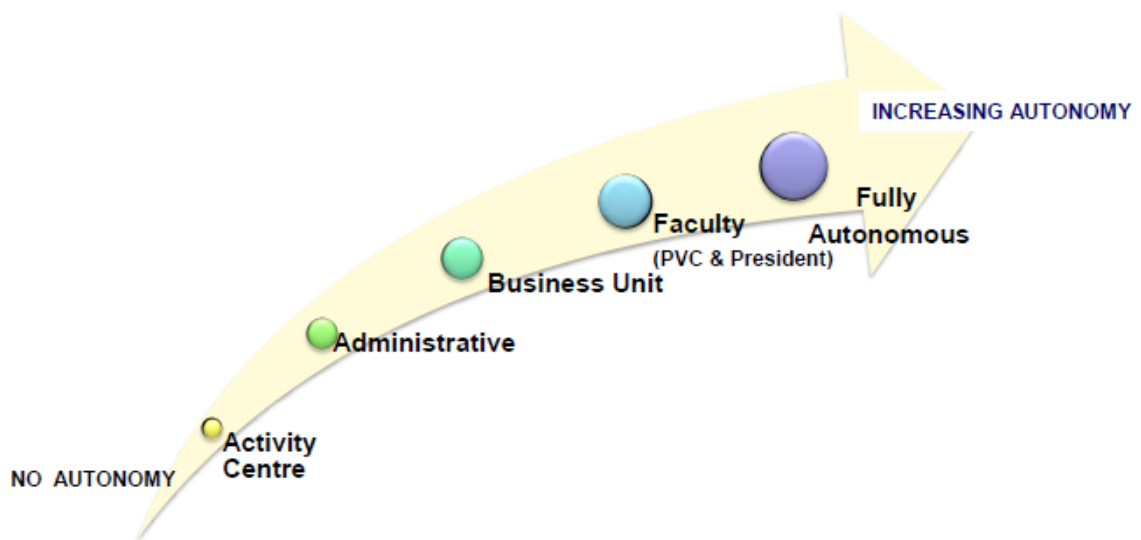 INCREASING AUTONOMY
Fully
Autonomous
Faculty
(PVC & President)
Business Unit
Administrative
Activity
Centre
NO AUTONOMY